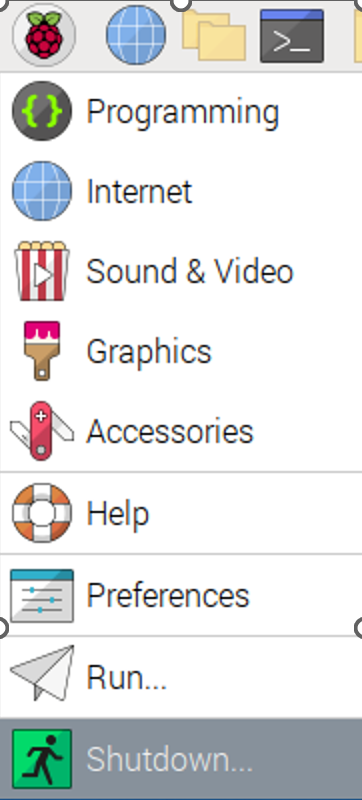 Programming
Internet
Sound & Video
Graphics
Accessories
Help
Preferences
Run...
Shutdown...